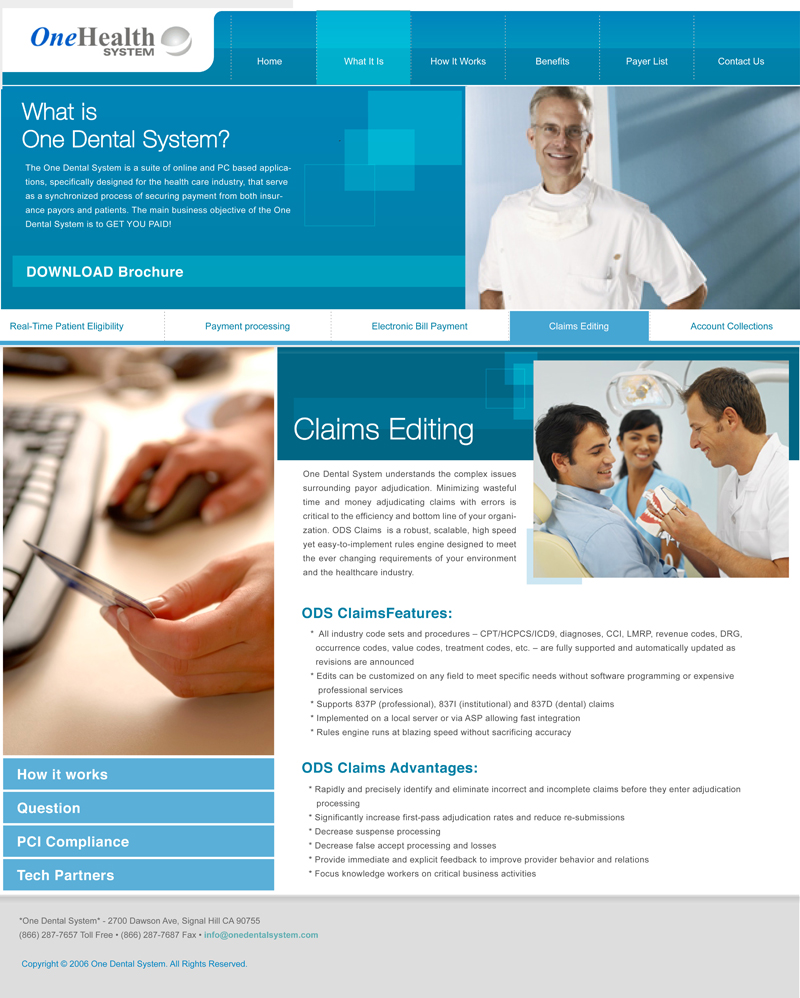 OneHealth
SYSTEM
Home
What It Is
How It Works
Benefits
Payer List
Contact Us
What is
One Dental System?
The One Dental System is a suite of online and PC based applica-
tions, specifically designed for the health care industry, that serve
as a synchronized process of securing payment from both insur-
ance payors and patients. The main business objective of the One
Dental System is to GET YOU PAID!
DOWNLOAD Brochure
Real-Time Patient Eligibility
Payment processing
Electronic Bill Payment
Claims Editing
Account Collections
Claims Editing
One Dental System understands the complex issues
surrounding payor adjudication. Minimizing wasteful
time and money adjudicating claims with errors is
critical to the efficiency and bottom line of your organi-
zation. ODS Claims is a robust, scalable, high speed
yet easy-to-implement rules engine designed to meet
the ever changing requirements of your environment
and the healthcare industry.
ODS ClaimsFeatures:
* All industry code sets and procedures – CPT/HCPCS/ICD9, diagnoses, CCI, LMRP, revenue codes, DRG,
occurrence codes, value codes, treatment codes, etc. – are fully supported and automatically updated as
revisions are announced
* Edits can be customized on any field to meet specific needs without software programming or expensive
professional services
* Supports 837P (professional), 837I (institutional) and 837D (dental) claims
* Implemented on a local server or via ASP allowing fast integration
* Rules engine runs at blazing speed without sacrificing accuracy
ODS Claims Advantages:
* Rapidly and precisely identify and eliminate incorrect and incomplete claims before they enter adjudication
processing
* Significantly increase first-pass adjudication rates and reduce re-submissions
* Decrease suspense processing
* Decrease false accept processing and losses
* Provide immediate and explicit feedback to improve provider behavior and relations
* Focus knowledge workers on critical business activities
How it works
Question
PCI Compliance
Tech Partners
*One Dental System* - 2700 Dawson Ave, Signal Hill CA 90755
(866) 287-7657 Toll Free • (866) 287-7687 Fax • info@onedentalsystem.com
Copyright © 2006 One Dental System. All Rights Reserved.